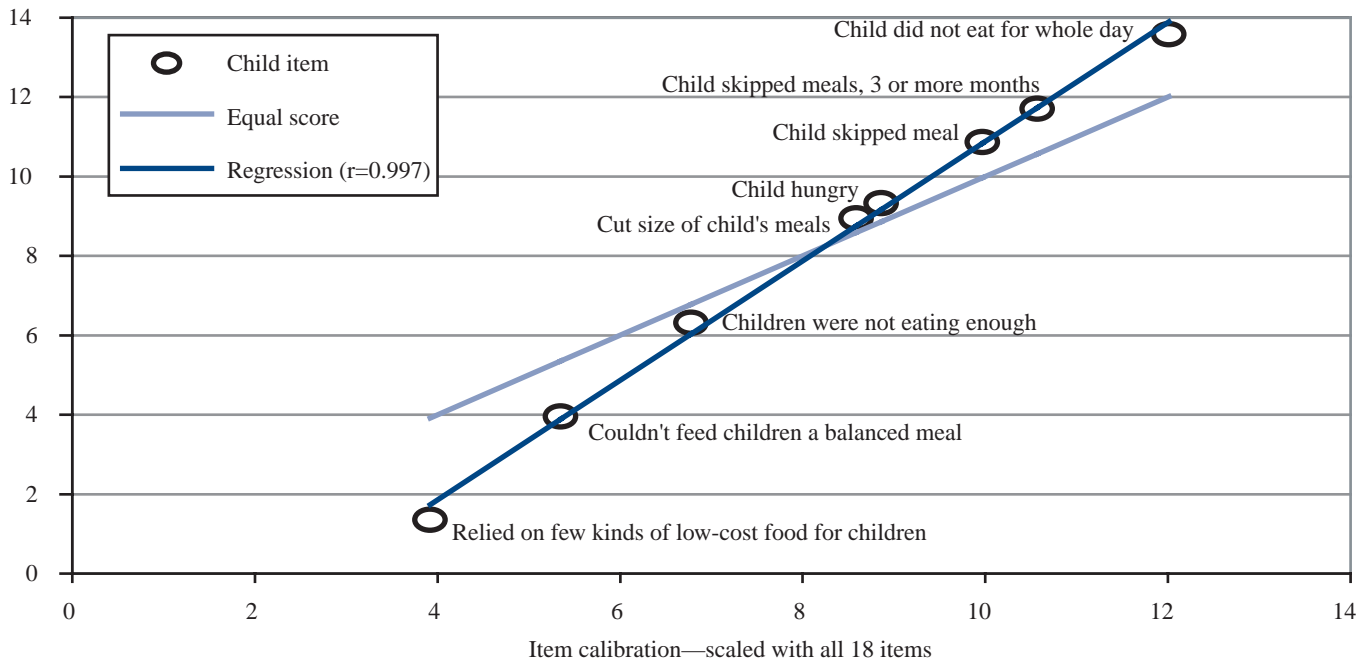 14
12
10
8
6
4
2
0
Child item
Equal score
Regression (r=0.997)
Child did not eat for whole day
Child skipped meals, 3 or more months
Child skipped meal
Child hungry
Cut size of child's meals
Children were not eating enough
Couldn't feed children a balanced meal
Relied on few kinds of low-cost food for children
0 2 4 6 8 10 12 14
Item calibration—scaled with all 18 items